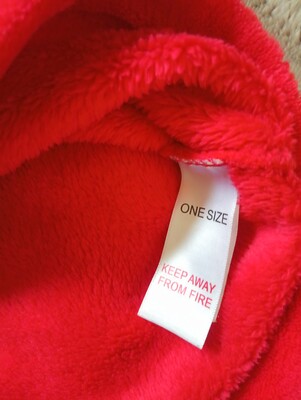 ONE SIZE
KEEP AWAY
FROM FIRE